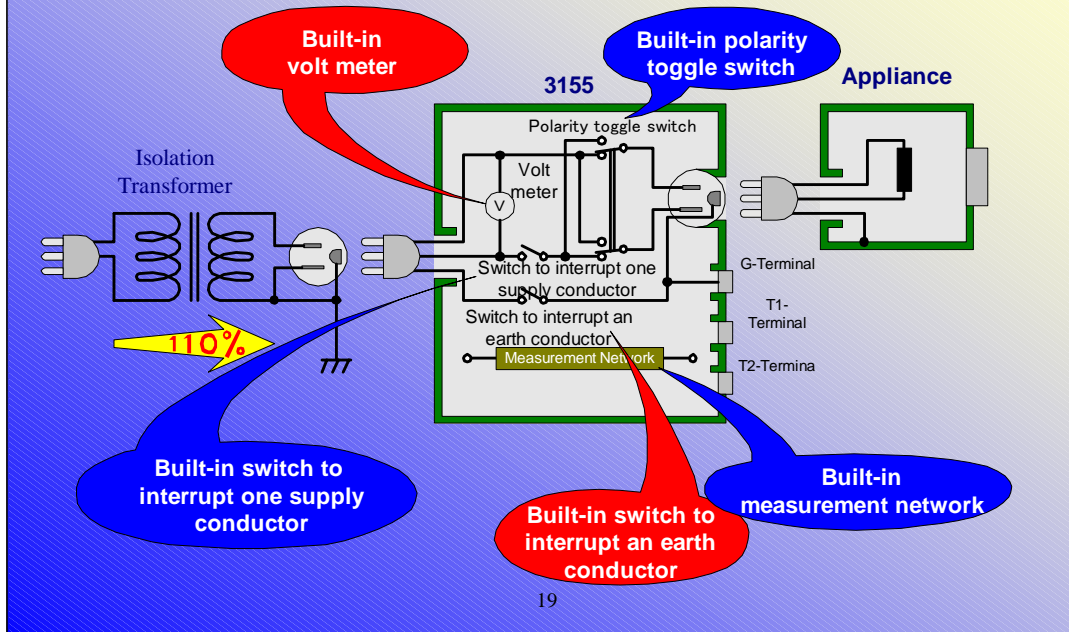 Built-in
volt meter
Built-in polarity
toggle switch
3155
Appliance
Polarity toggle switch
Isolation
Transformer
Volt
meter
V
G-Terminal
Switch to interrupt one
supply conductor
T1-
Terminal
Switch to interrupt an
earth conductor
110%
Measurement Network
T2-Termina
Built-in switch to
interrupt one supply
conductor
Built-in
measurement network
Built-in switch to
interrupt an earth
conductor
19